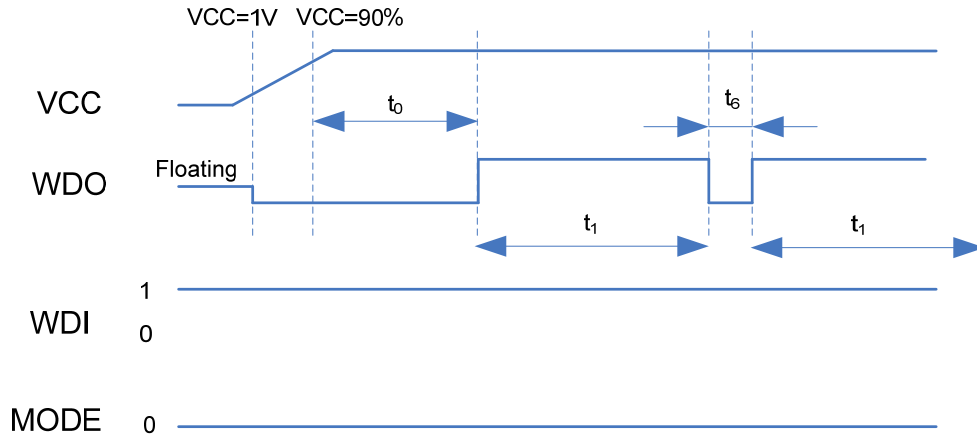 VCC=1V VCC=90%
VCC
t₀
t₆
Floating
WDO
t₁
t₁
1
WDI
0
MODE
0